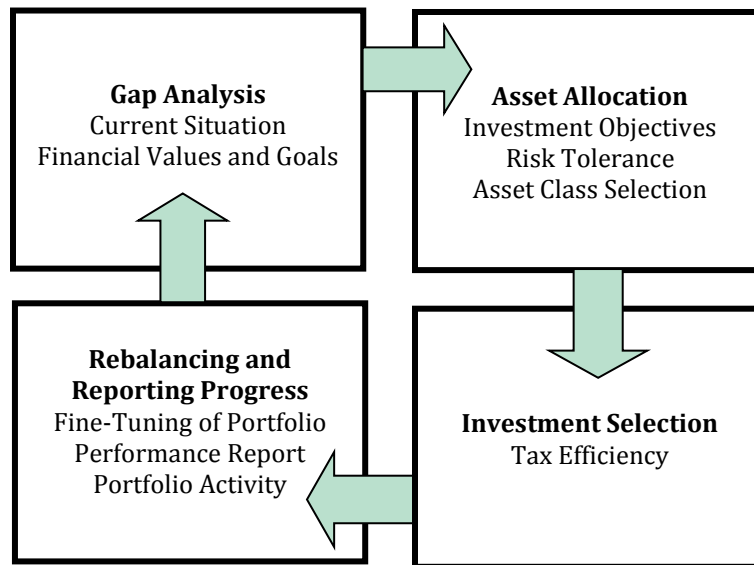 Gap Analysis
Current Situation
Financial Values and Goals
Asset Allocation
Investment Objectives
Risk Tolerance
Asset Class Selection
Rebalancing and
Reporting Progress
Fine-Tuning of Portfolio
Performance Report
Portfolio Activity
Investment Selection
Tax Efficiency